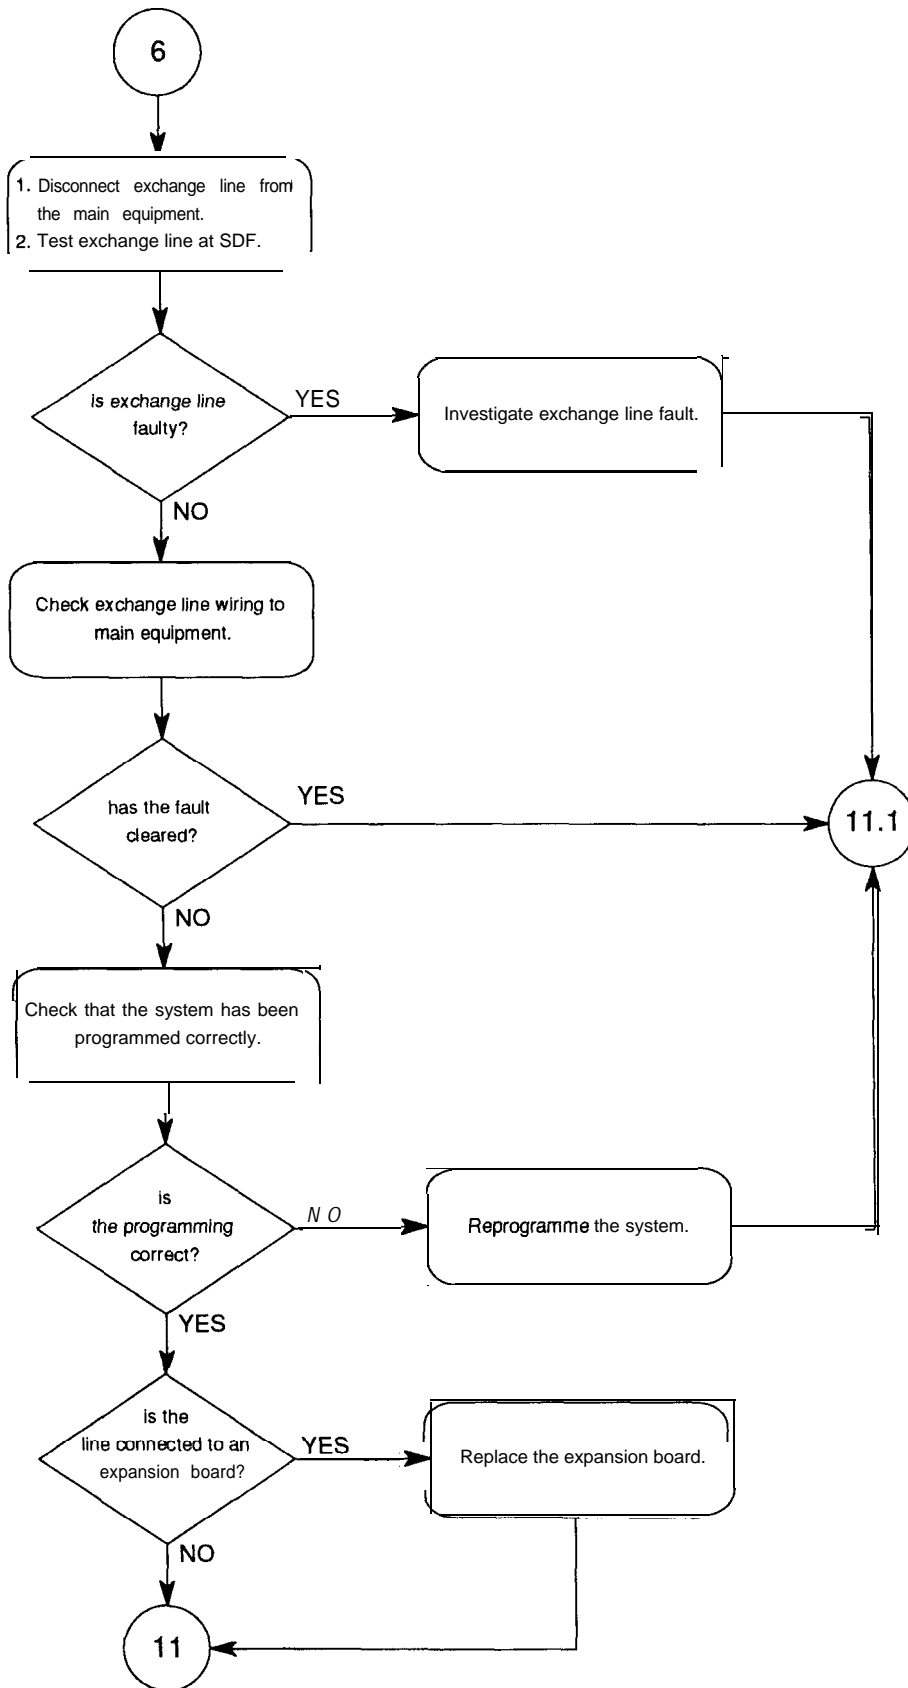 6
1. Disconnect exchange line from
the main equipment.
2. Test exchange line at SDF.
is exchange line
faulty?
YES
Investigate exchange line fault.
NO
Check exchange line wiring to
main equipment.
has the fault
cleared?
YES
11.1
NO
Check that the system has been
programmed correctly.
is
the programming
correct?
NO
Reprogramme the system.
YES
is the
line connected to an
expansion board?
YES
Replace the expansion board.
NO
11